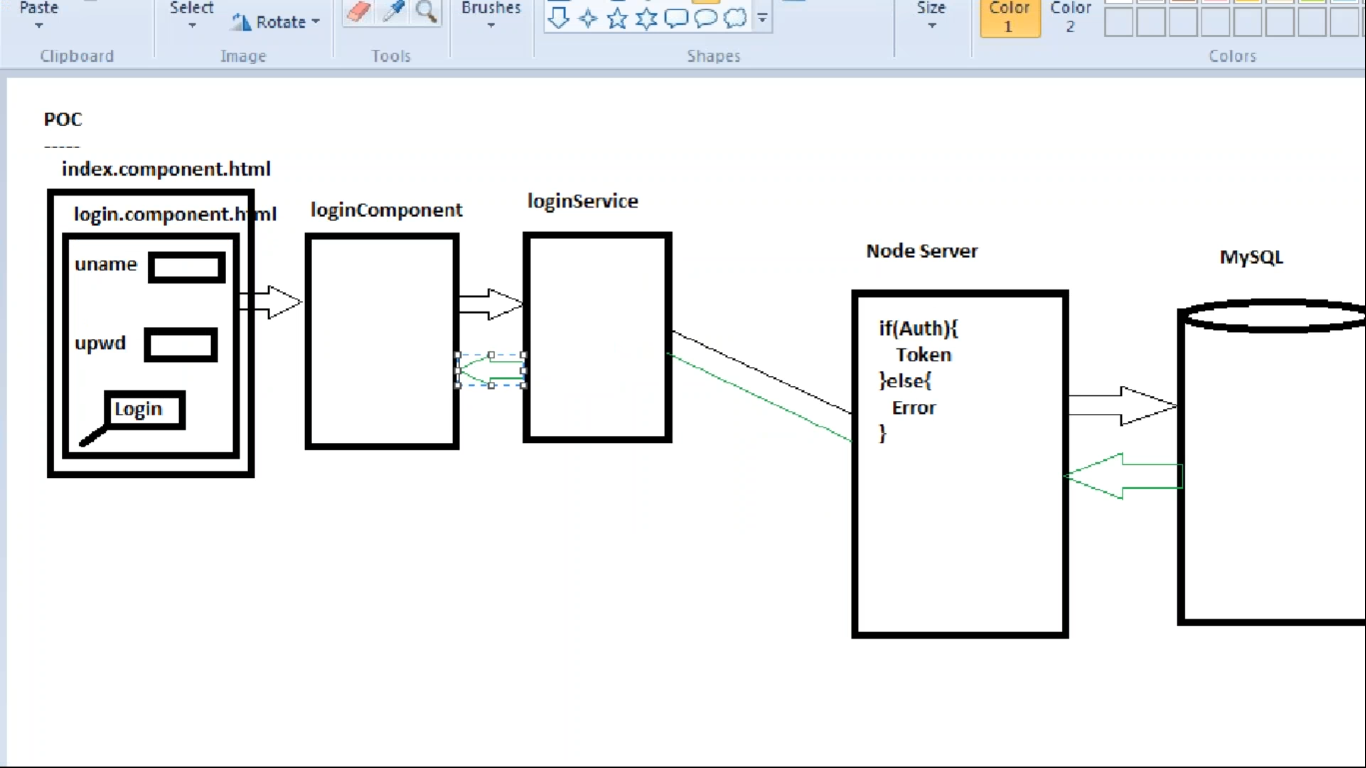 Paste
Select
Rotate
Brushes
Size
Color
1
Color
2
Clipboard
Image
Tools
Shapes
Colors
POC
-----
index.component.html
login.component.html
loginComponent
loginService
Node Server
MySQL
uname
upwd
Login
if(Auth){
Token
}else{
Error
}